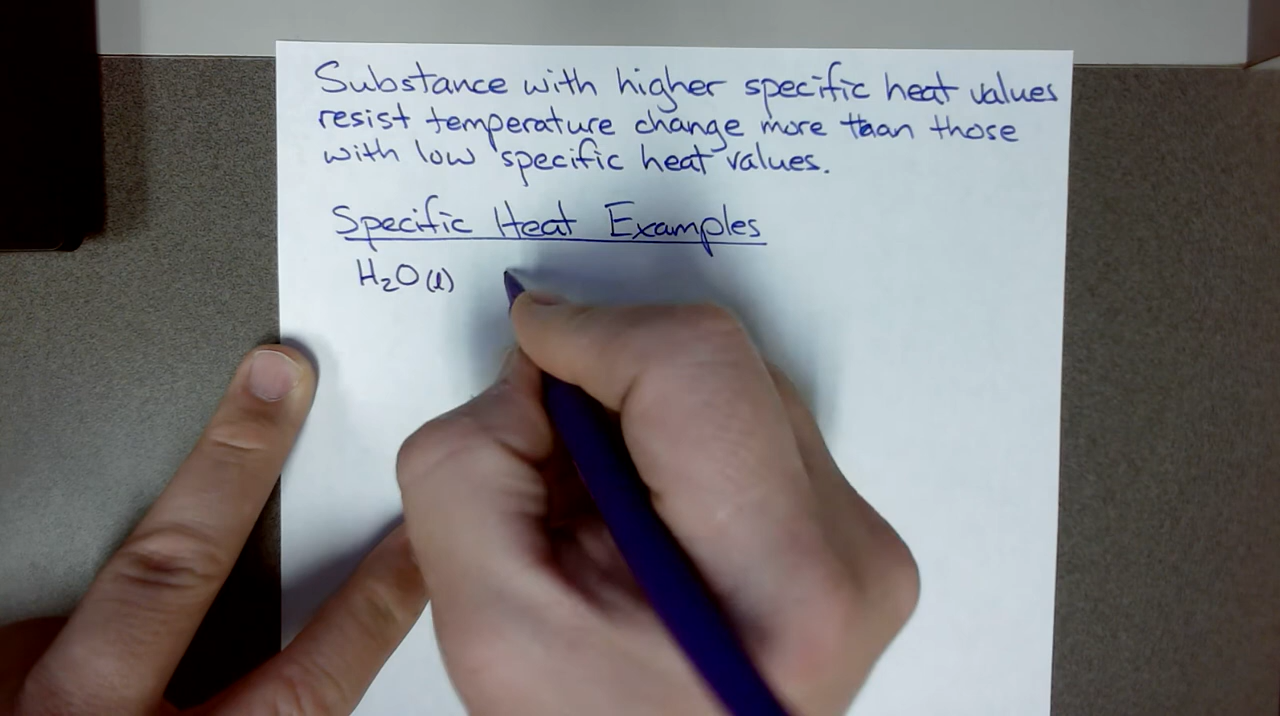 Substance with higher specific heat values
resist temperature change more than those
with low specific heat values.
Specific Heat Examples
H₂O(l)